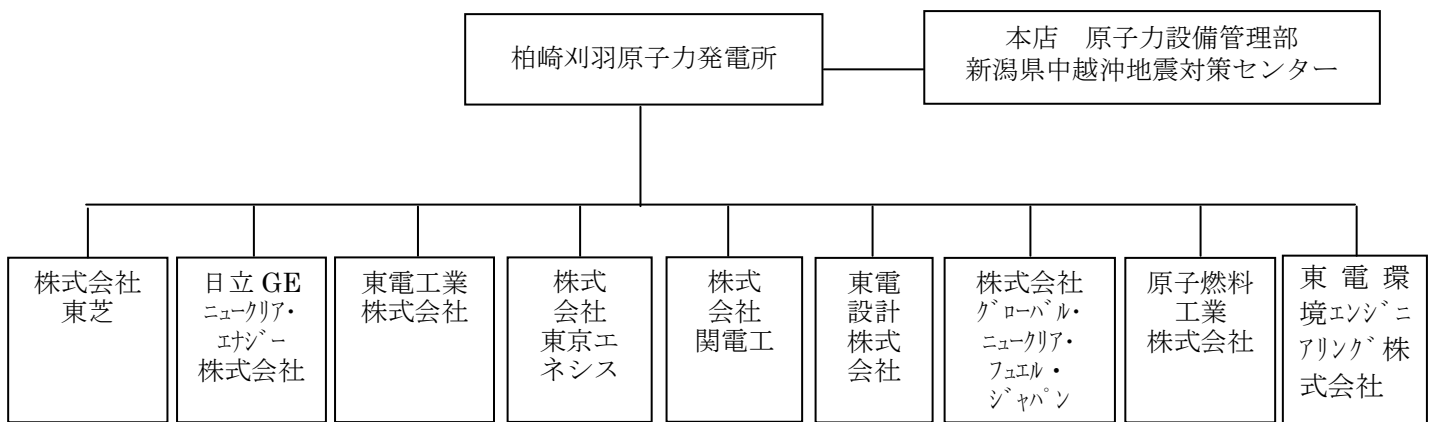 柏崎刈羽原子力発電所
本店　原子力設備管理部
新潟県中越沖地震対策センター
株式会社
東芝
日立 GE
ﾆｭｰｸﾘｱ・
ｴﾅｼﾞｰ
株式会社
東電工業
株式会社
株式
会社
東京エ
ネシス
株式
会社
関電工
東電
設計
株式
会社
株式会社
ｸﾞﾛｰﾊﾞﾙ・
ﾆｭｰｸﾘｱ・
ﾌｭｴﾙ・
ｼﾞｬﾊﾟﾝ
原子燃料
工業
株式会社
東 電 環
境ｴﾝｼﾞﾆ
ｱﾘﾝｸﾞ株
式会社